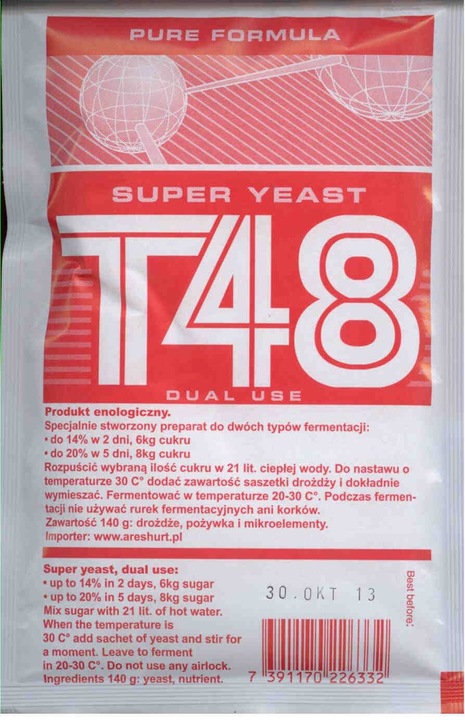 PURE FORMULA
SUPER YEAST
T48
DUAL USE
Produkt enologiczny.
Specjalnie stworzony preparat do dwóch typów fermentacji:
• do 14% w 2 dni, 6kg cukru
• do 20% w 5 dni, 8kg cukru
Rozpuścić wybraną ilość cukru w 21 lit. ciepłej wody. Do nastawu o
temperaturze 30 C° dodać zawartość saszetki drożdży i dokładnie
wymieszać. Fermentować w temperaturze 20-30 C°. Podczas fermen-
tacji nie używać rurek fermentacyjnych ani korków.
Zawartość 140 g: drożdże, pożywka i mikroelementy.
Importer: www.areshurt.pl
Super yeast, dual use:
• up to 14% in 2 days, 6kg sugar
• up to 20% in 5 days, 8kg sugar
Mix sugar with 21 lit. of hot water.
When the temperature is
30 C° add sachet of yeast and stir for
a moment. Leave to ferment
in 20-30 C°. Do not use any airlock.
Ingredients 140 g: yeast, nutrient.
30.OKT 13
Best before:
7 391170 226332